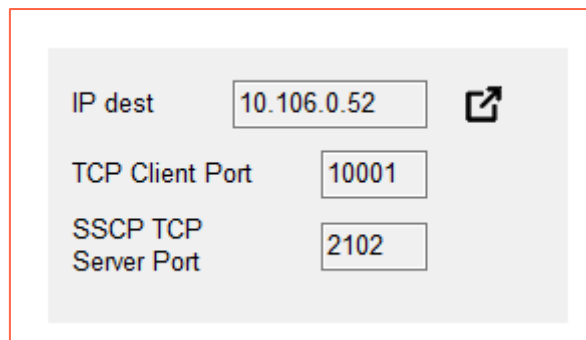 IP dest 10.106.0.52
TCP Client Port 10001
SSCP TCP
Server Port 2102